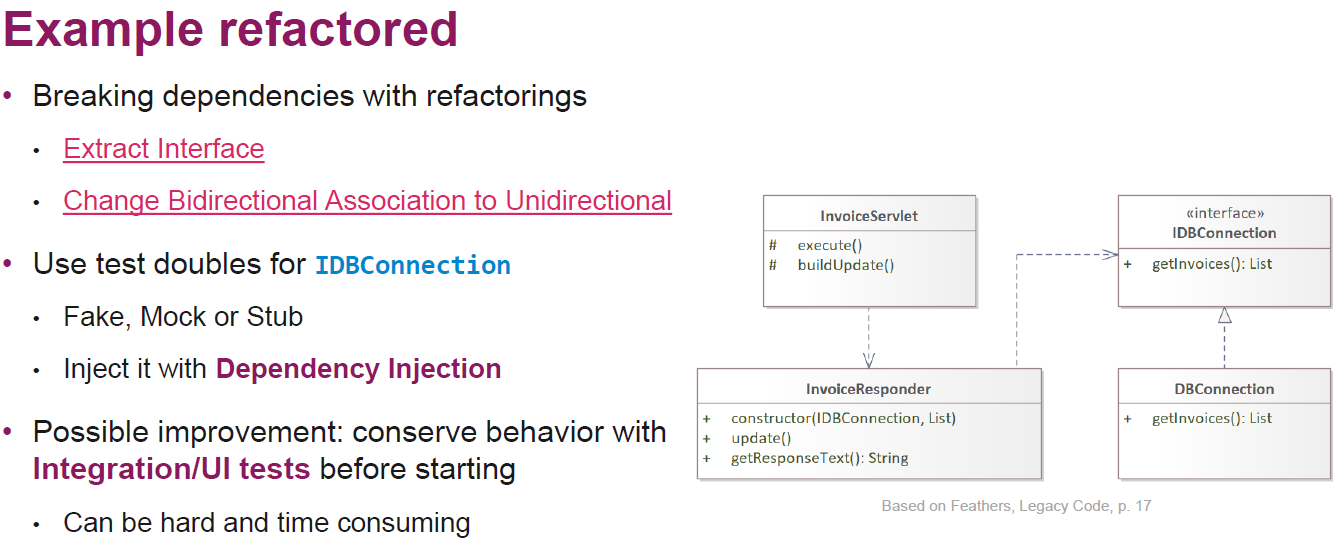 Example refactored
• Breaking dependencies with refactorings
• Extract Interface
• Change Bidirectional Association to Unidirectional
• Use test doubles for IDBConnection
• Fake, Mock or Stub
• Inject it with Dependency Injection
• Possible improvement: conserve behavior with
Integration/UI tests before starting
• Can be hard and time consuming
InvoiceServlet
# execute()
# buildUpdate()
«interface»
IDBConnection
+ getInvoices(): List
InvoiceResponder
+ constructor(IDBConnection, List)
+ update()
+ getResponseText(): String
DBConnection
+ getInvoices(): List
Based on Feathers, Legacy Code, p. 17